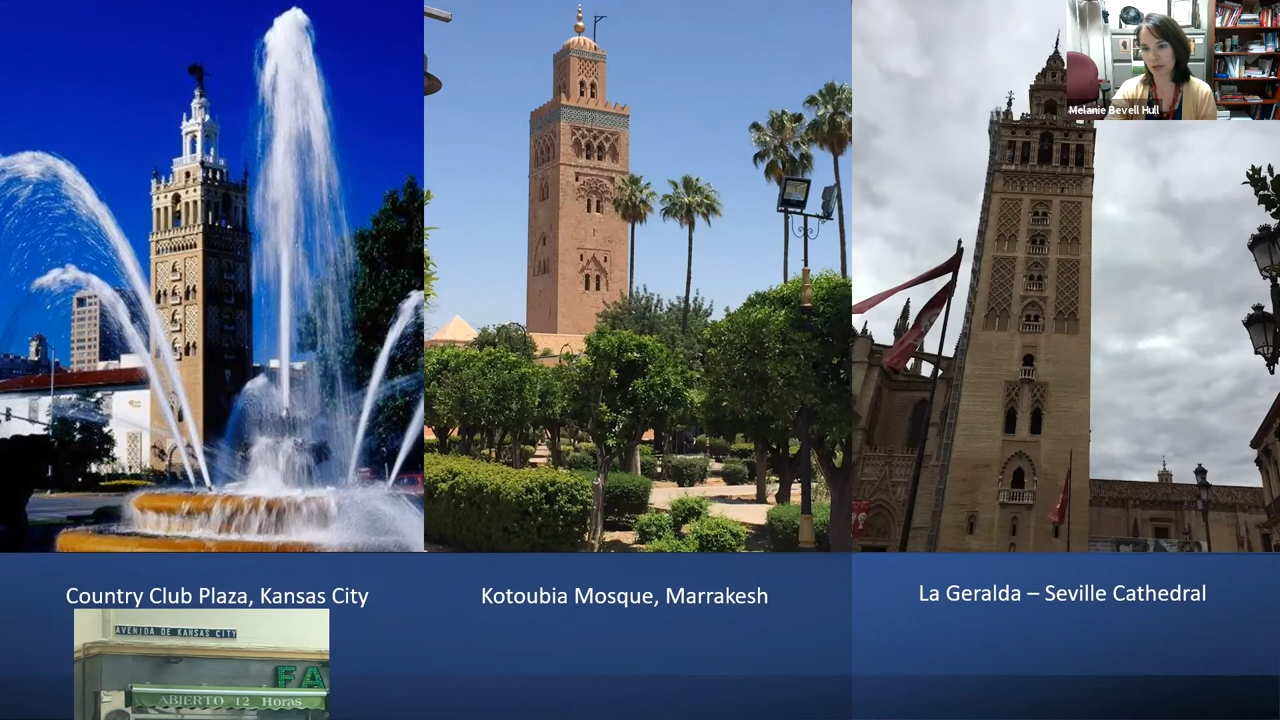 Melanie Bevell Hull
Country Club Plaza, Kansas City
Kotoubia Mosque, Marrakesh
La Geralda – Seville Cathedral
AVENIDA DE KANSAS CITY
FA
ABIERTO 12 Horas